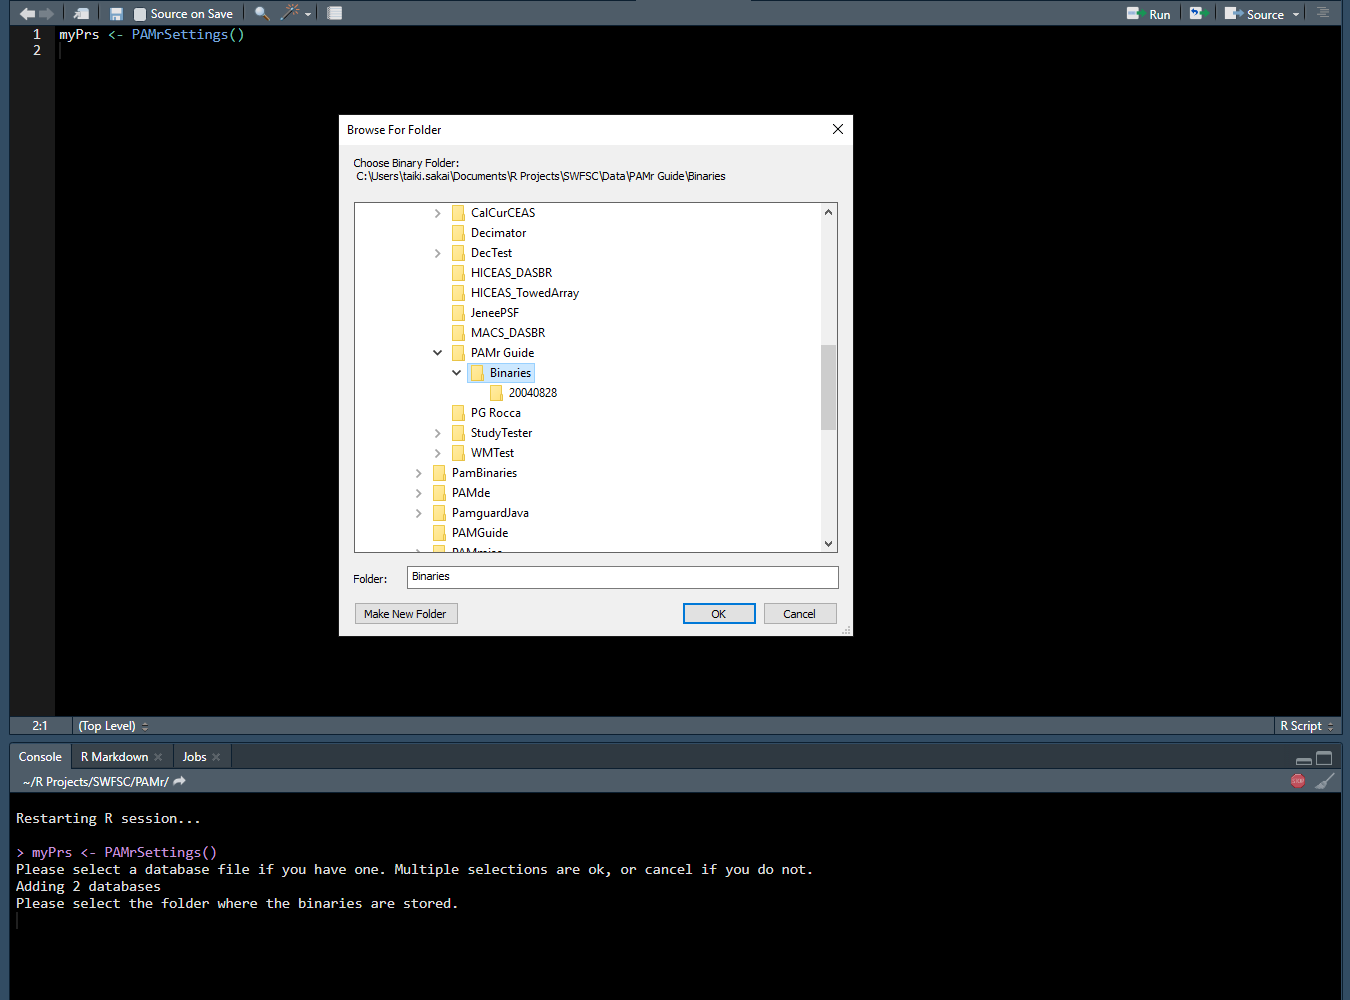 Source on Save
Run
Source
1 myPrs <- PAMrSettings()
2
Browse For Folder
Choose Binary Folder:
C:\Users\taiki.sakai\Documents\R Projects\SWFSC\Data\PAMr Guide\Binaries
CalCurCEAS
Decimator
DecTest
HICEAS_DASBR
HICEAS_TowedArray
JeneePSF
MACS_DASBR
PAMr Guide
Binaries
20040828
PG Rocca
StudyTester
WMTest
PamBinaries
PAMde
PamguardJava
PAMGuide
Folder: Binaries
Make New Folder OK Cancel
2:1 (Top Level) R Script
Console R Markdown Jobs
~/R Projects/SWFSC/PAMr/
Restarting R session...
> myPrs <- PAMrSettings()
Please select a database file if you have one. Multiple selections are ok, or cancel if you do not.
Adding 2 databases
Please select the folder where the binaries are stored.